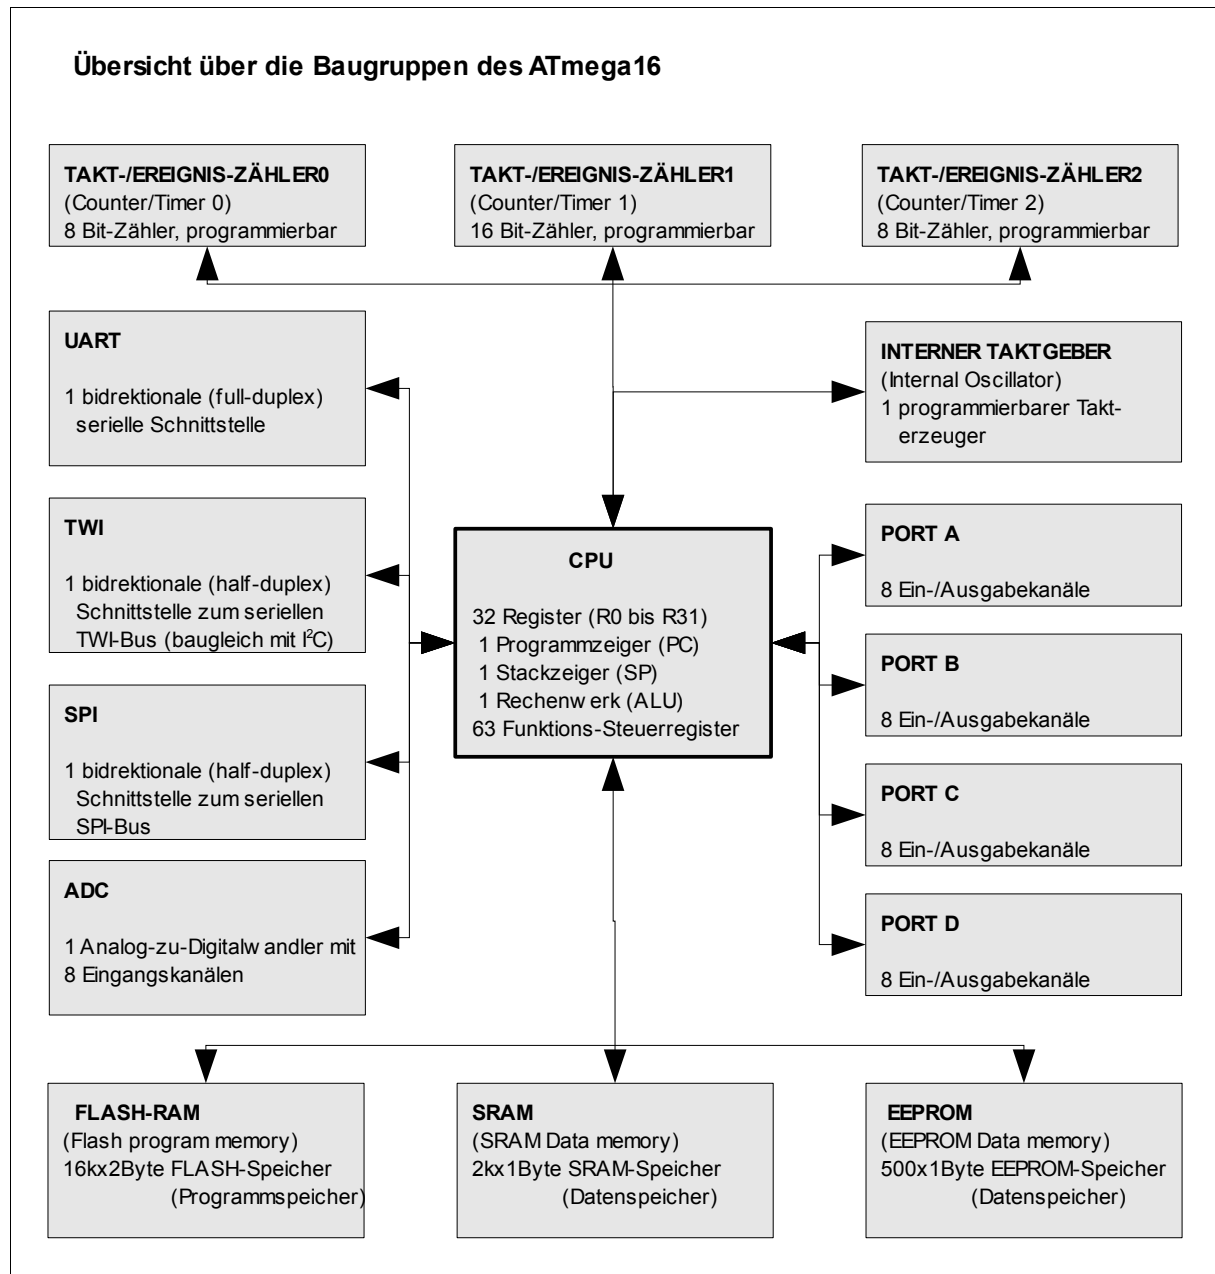 Übersicht über die Baugruppen des ATmega16
TAKT-/EREIGNIS-ZÄHLER0
(Counter/Timer 0)
8 Bit-Zähler, programmierbar
TAKT-/EREIGNIS-ZÄHLER1
(Counter/Timer 1)
16 Bit-Zähler, programmierbar
TAKT-/EREIGNIS-ZÄHLER2
(Counter/Timer 2)
8 Bit-Zähler, programmierbar
UART
1 bidrektionale (full-duplex)
serielle Schnittstelle
INTERNER TAKTGEBER
(Internal Oscillator)
1 programmierbarer Takt-
erzeuger
TWI
1 bidrektionale (half-duplex)
Schnittstelle zum seriellen
TWI-Bus (baugleich mit I²C)
CPU
32 Register (R0 bis R31)
1 Programmzeiger (PC)
1 Stackzeiger (SP)
1 Rechenwerk (ALU)
63 Funktions-Steuerregister
PORT A
8 Ein-/Ausgabekanäle
PORT B
8 Ein-/Ausgabekanäle
SPI
1 bidrektionale (half-duplex)
Schnittstelle zum seriellen
SPI-Bus
PORT C
8 Ein-/Ausgabekanäle
ADC
1 Analog-zu-Digitalwandler mit
8 Eingangskanälen
PORT D
8 Ein-/Ausgabekanäle
FLASH-RAM
(Flash program memory)
16kx2Byte FLASH-Speicher
(Programmspeicher)
SRAM
(SRAM Data memory)
2kx1Byte SRAM-Speicher
(Datenspeicher)
EEPROM
(EEPROM Data memory)
500x1Byte EEPROM-Speicher
(Datenspeicher)